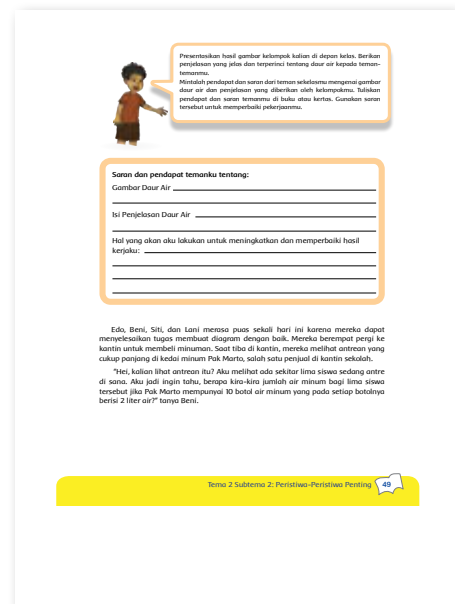 Presentasikan hasil gambar kelompok kalian di depan kelas. Berikan
penjelasan yang jelas dan terperinci tentang daur air kepada teman-
temanmu.
Mintalah pendapat dan saran dari teman sekelasmu mengenai gambar
daur air dan penjelasan yang diberikan oleh kelompokmu. Tuliskan
pendapat dan saran temanmu di buku atau kertas. Gunakan saran
tersebut untuk memperbaiki pekerjaanmu.
Saran dan pendapat temanku tentang:
Gambar Daur Air
Isi Penjelasan Daur Air
Hal yang akan aku lakukan untuk meningkatkan dan memperbaiki hasil
kerjaku:
Edo, Beni, Siti, dan Lani merasa puas sekali hari ini karena mereka dapat
menyelesaikan tugas membuat diagram dengan baik. Mereka berempat pergi ke
kantin untuk membeli minuman. Saat tiba di kantin, mereka melihat antrean yang
cukup panjang di kedai minum Pak Marto, salah satu penjual di kantin sekolah.
"Hei, kalian lihat antrean itu? Aku melihat ada sekitar lima siswa sedang antre
di sana. Aku jadi ingin tahu, berapa kira-kira jumlah air minum bagi lima siswa
tersebut jika Pak Marto mempunyai 10 botol air minum yang pada setiap botolnya
berisi 2 liter air?" tanya Beni.
Tema 2 Subtema 2: Peristiwa-Peristiwa Penting
49